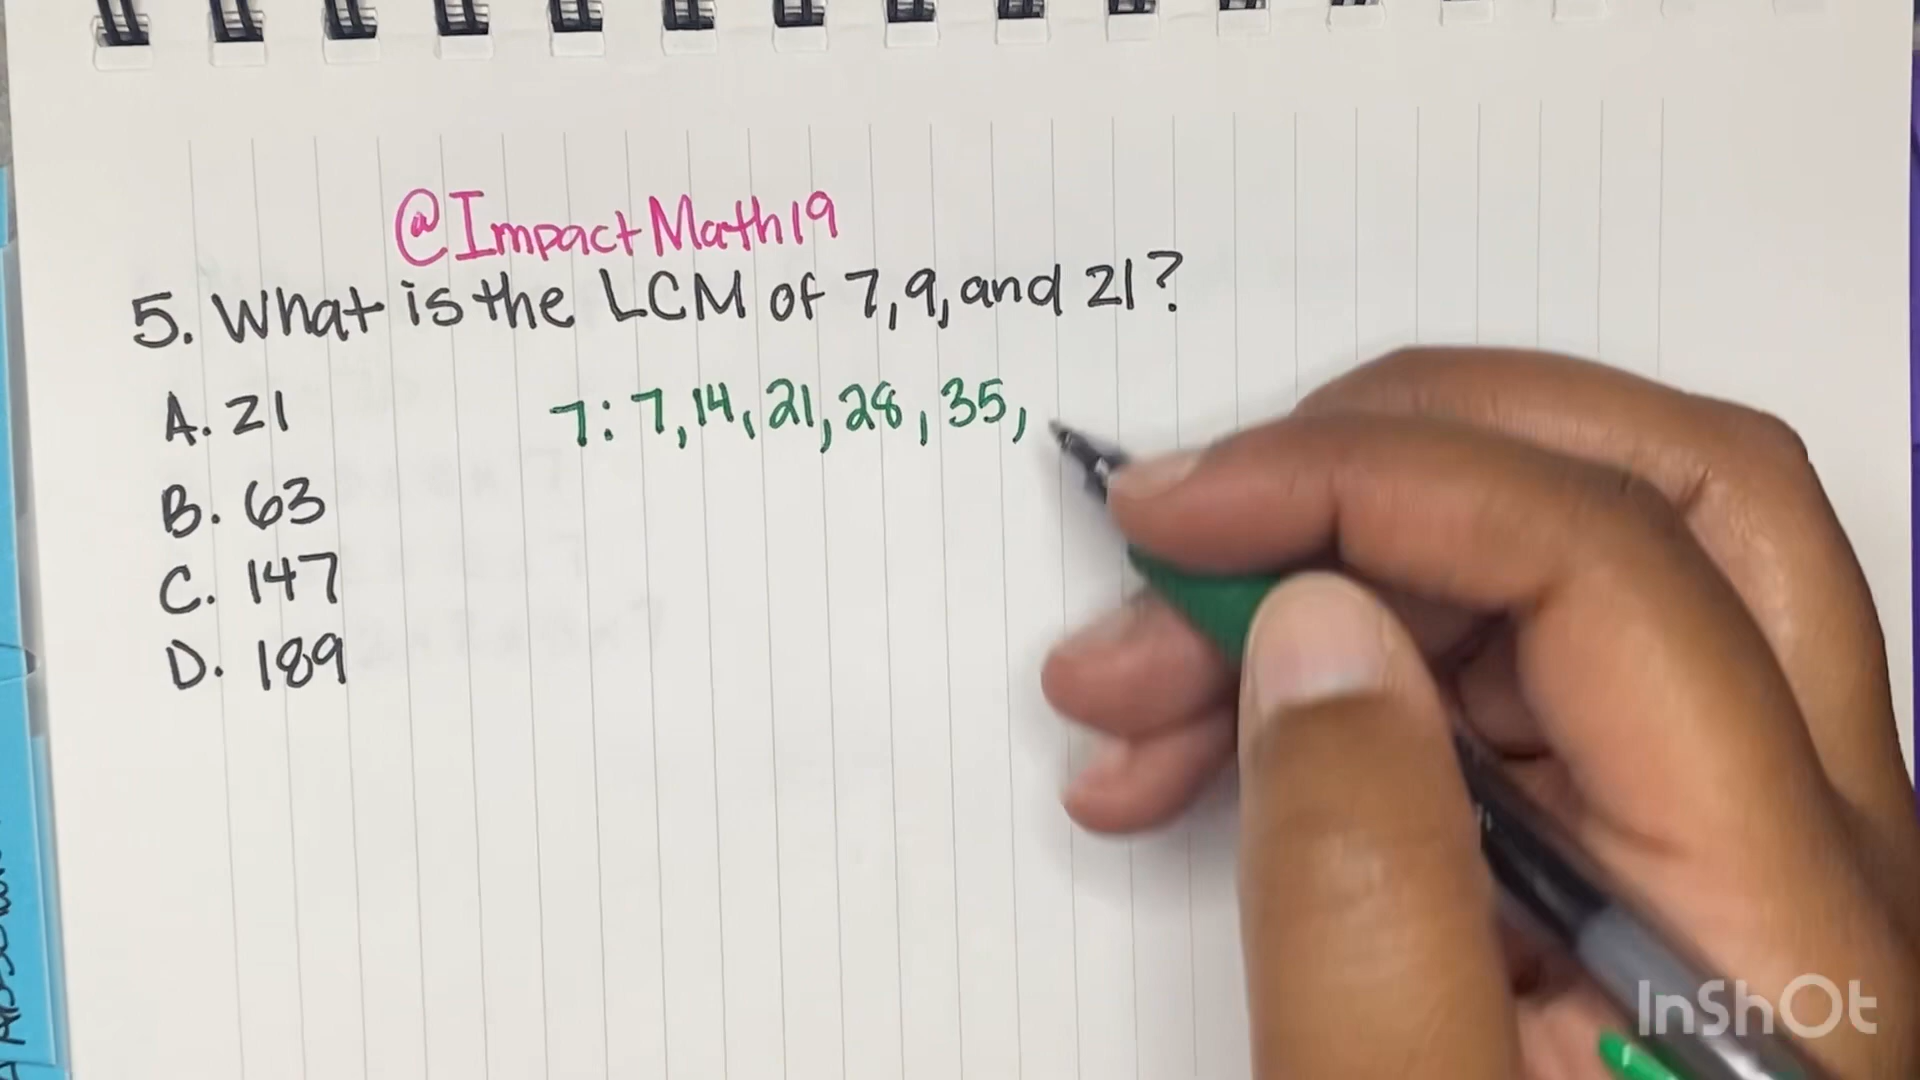 @ImpactMath19
5. What is the LCM of 7, 9, and 21?
A. 21
7: 7, 14, 21, 28, 35,
B. 63
C. 147
D. 189
InShOt